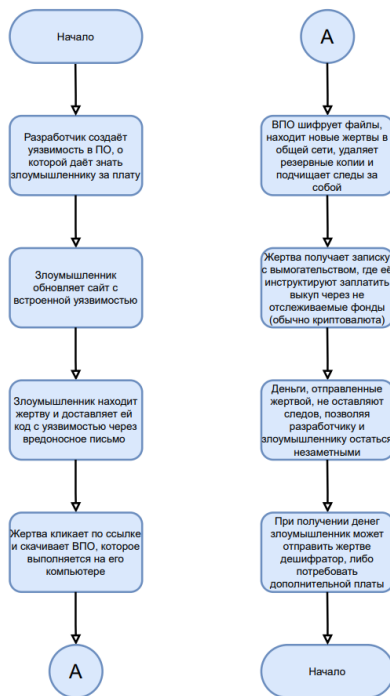 Начало
Разработчик создаёт
уязвимость в ПО, о
которой даёт знать
злоумышленнику за плату
Злоумышленник
обновляет сайт с
встроенной уязвимостью
Злоумышленник находит
жертву и доставляет ей
код с уязвимостью через
вредоносное письмо
Жертва кликает по ссылке
и скачивает ВПО, которое
выполняется на его
компьютере
А
А
ВПО шифрует файлы,
находит новые жертвы в
общей сети, удаляет
резервные копии и
подчищает следы за
собой
Жертва получает записку
с вымогательством, где её
инструктируют заплатить
выкуп через не
отслеживаемые фонды
(обычно криптовалюта)
Деньги, отправленные
жертвой, не оставляют
следов, позволяя
разработчику и
злоумышленнику остаться
незаметными
При получении денег
злоумышленник может
отправить жертве
дешифратор, либо
потребовать
дополнительной платы
Начало